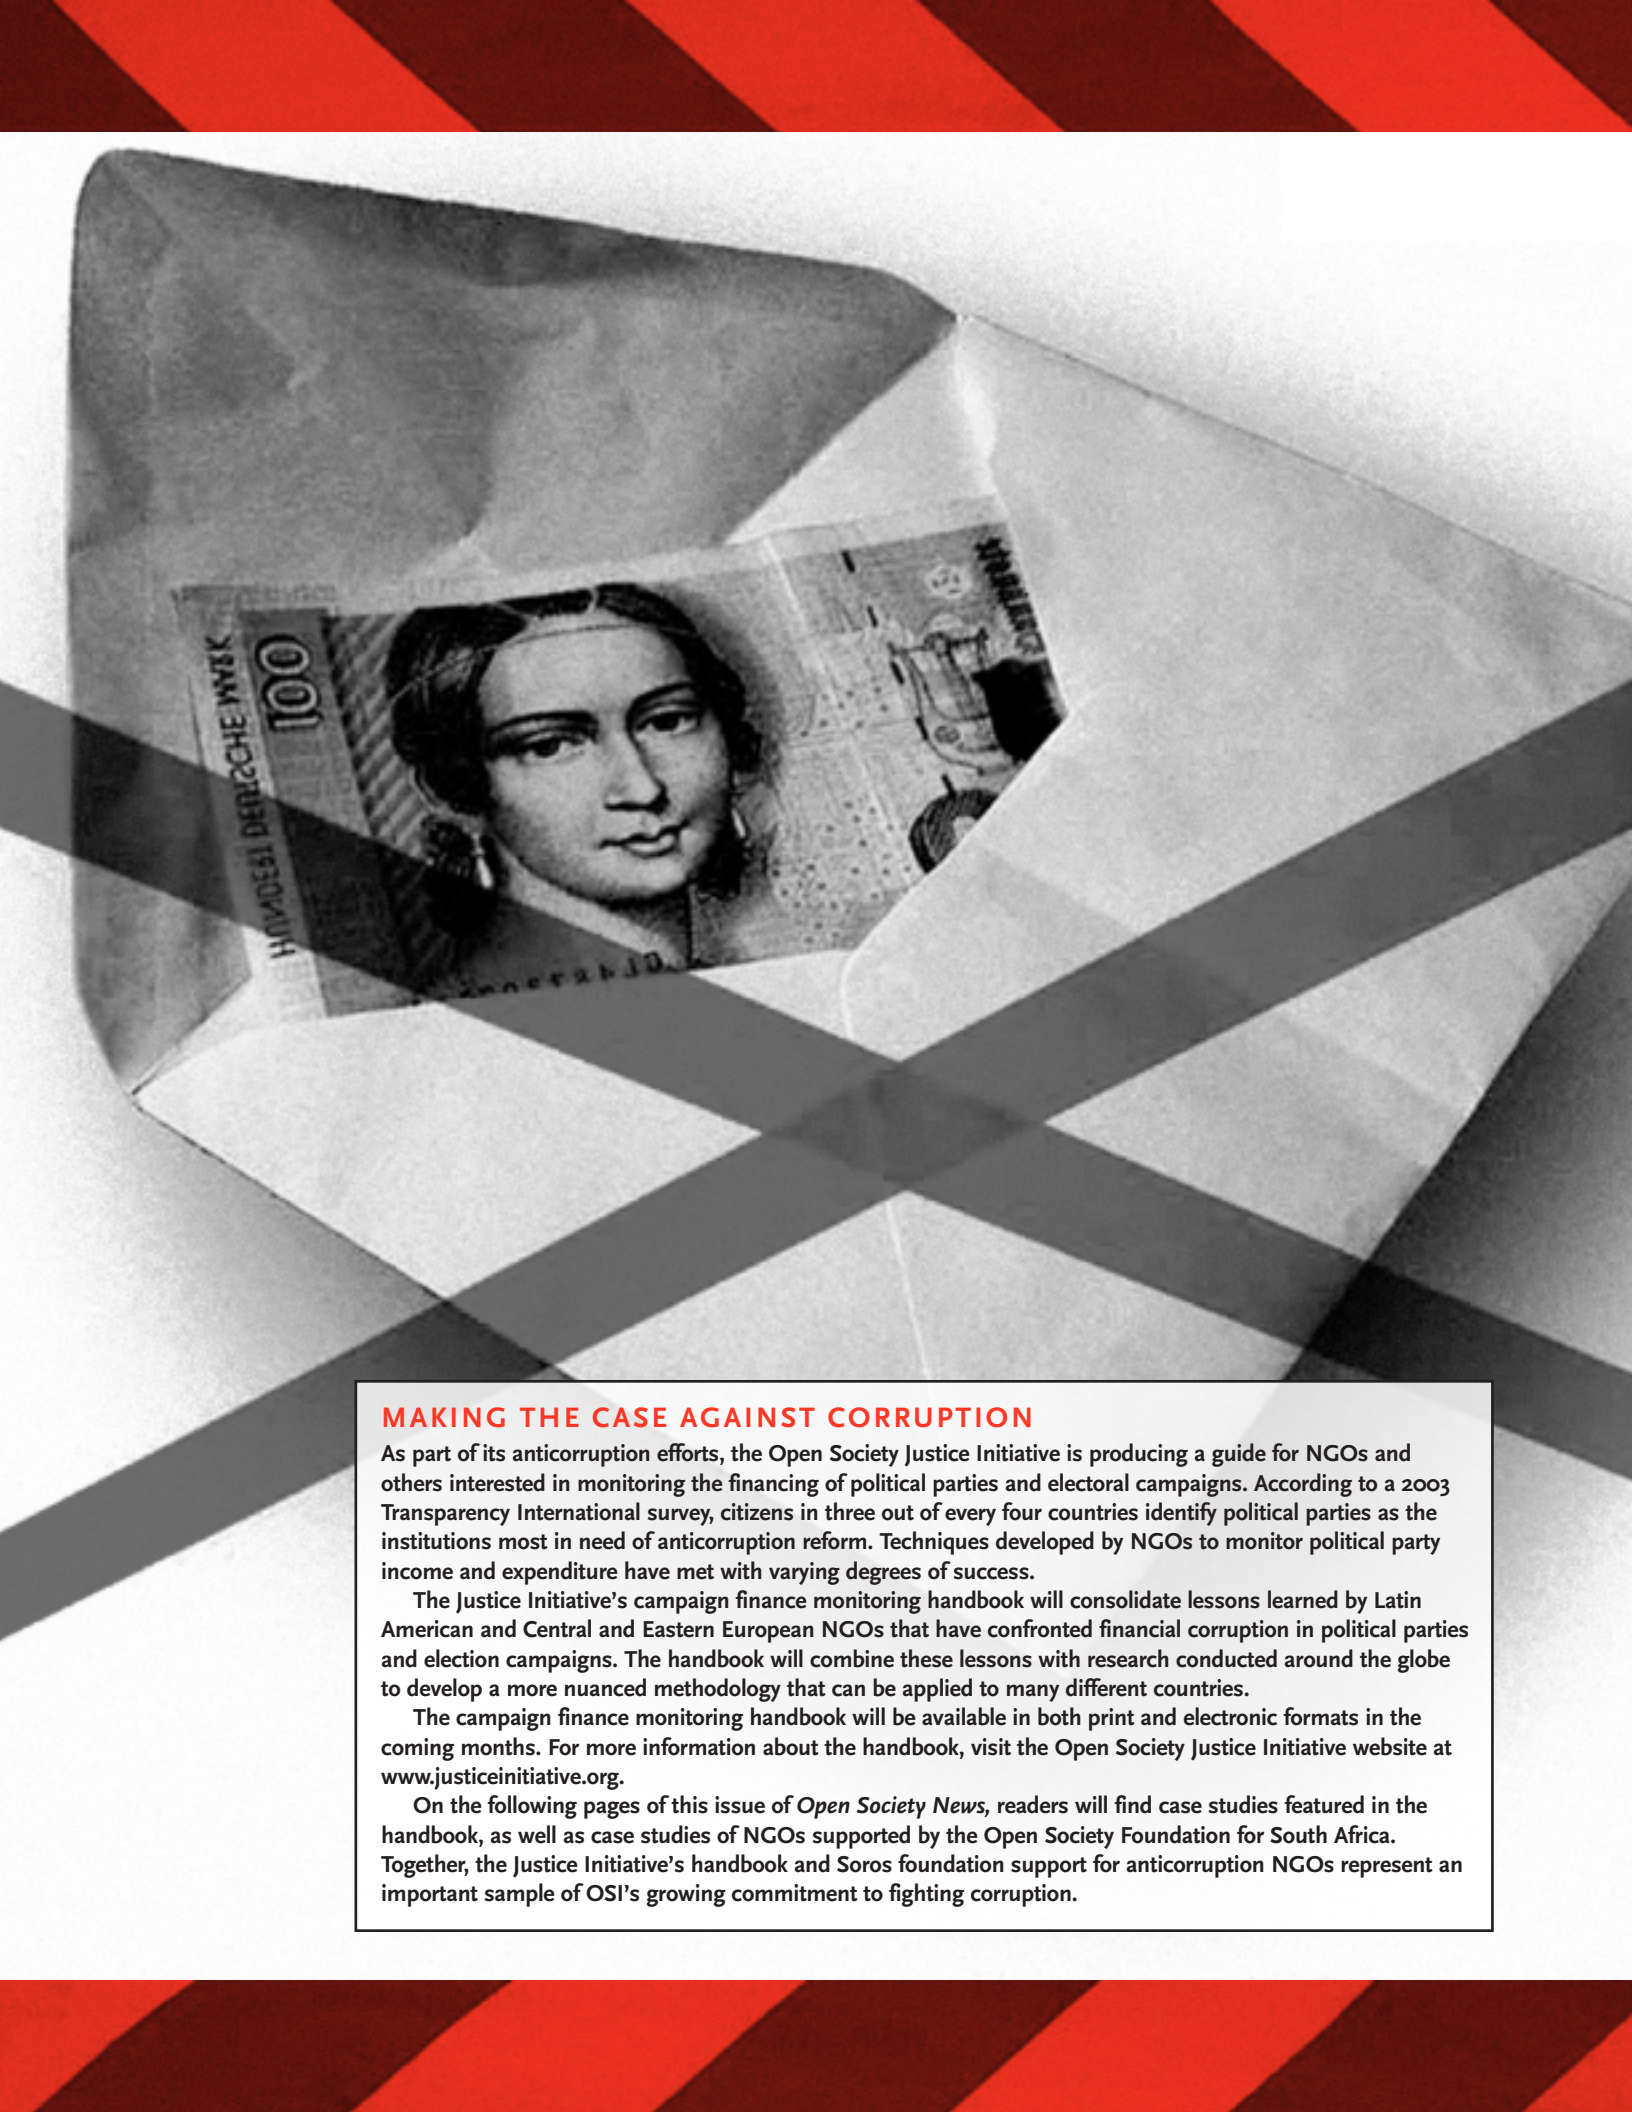 HUNDERT DEUTSCHE MARK
100
MAKING THE CASE AGAINST CORRUPTION
As part of its anticorruption efforts, the Open Society Justice Initiative is producing a guide for NGOs and
others interested in monitoring the financing of political parties and electoral campaigns. According to a 2003
Transparency International survey, citizens in three out of every four countries identify political parties as the
institutions most in need of anticorruption reform. Techniques developed by NGOs to monitor political party
income and expenditure have met with varying degrees of success.
The Justice Initiative’s campaign finance monitoring handbook will consolidate lessons learned by Latin
American and Central and Eastern European NGOs that have confronted financial corruption in political parties
and election campaigns. The handbook will combine these lessons with research conducted around the globe
to develop a more nuanced methodology that can be applied to many different countries.
The campaign finance monitoring handbook will be available in both print and electronic formats in the
coming months. For more information about the handbook, visit the Open Society Justice Initiative website at
www.justiceinitiative.org.
On the following pages of this issue of Open Society News, readers will find case studies featured in the
handbook, as well as case studies of NGOs supported by the Open Society Foundation for South Africa.
Together, the Justice Initiative’s handbook and Soros foundation support for anticorruption NGOs represent an
important sample of OSI’s growing commitment to fighting corruption.